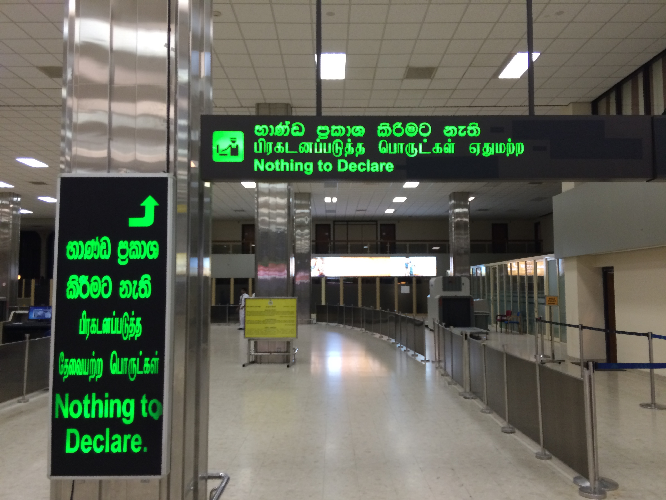 භාණ්ඩ ප්‍රකාශ කිරීමට නැති
பிரகடனப்படுத்த பொருட்கள் ஏதுமற்ற
Nothing to Declare
භාණ්ඩ ප්‍රකාශ
කිරීමට නැති
பிரகடனப்படுத்த
தேவையற்ற பொருட்கள்
Nothing to
Declare.